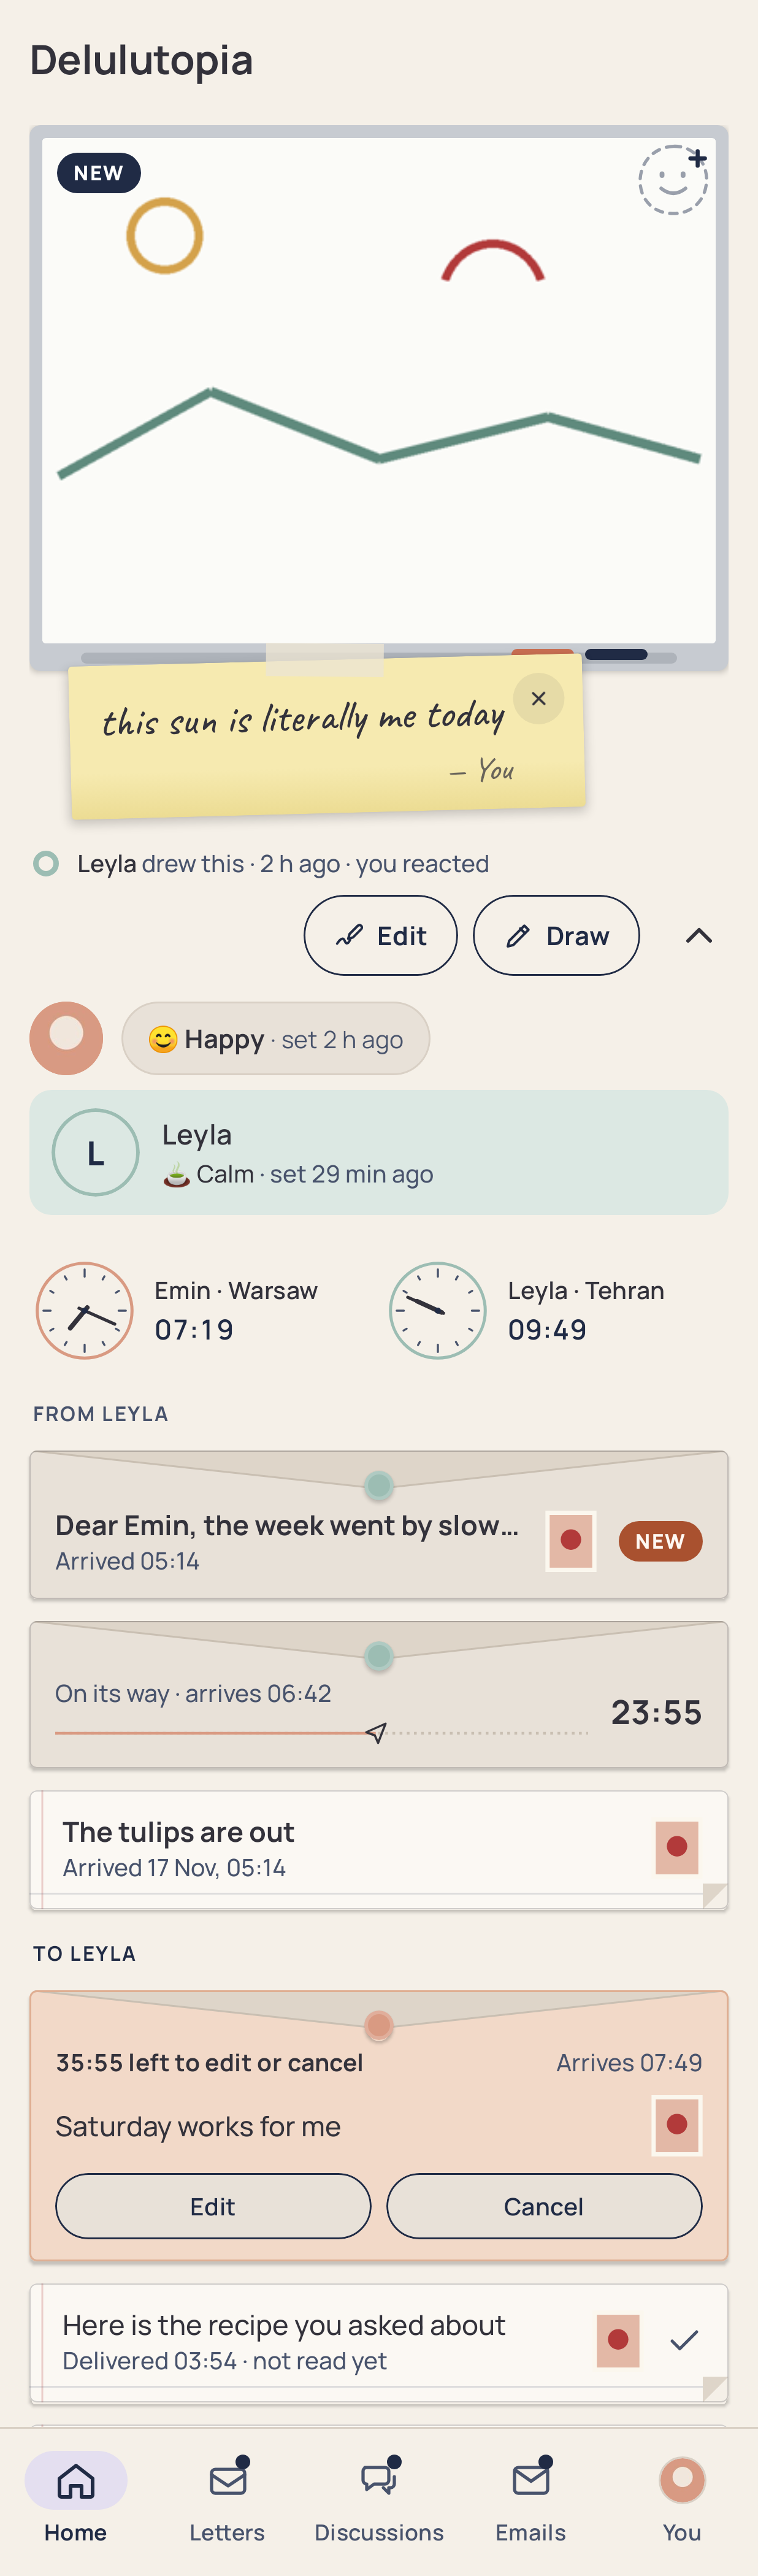 Delulutopia
NEW
this sun is literally me today
– You
Leyla drew this · 2 h ago · you reacted
Edit
Draw
Happy · set 2 h ago
L
Leyla
Calm · set 29 min ago
Emin · Warsaw
07:19
Leyla · Tehran
09:49
FROM LEYLA
Dear Emin, the week went by slow…
Arrived 05:14
NEW
On its way · arrives 06:42
23:55
The tulips are out
Arrived 17 Nov, 05:14
TO LEYLA
35:55 left to edit or cancel
Arrives 07:49
Saturday works for me
Edit
Cancel
Here is the recipe you asked about
Delivered 03:54 · not read yet
Home
Letters
Discussions
Emails
You